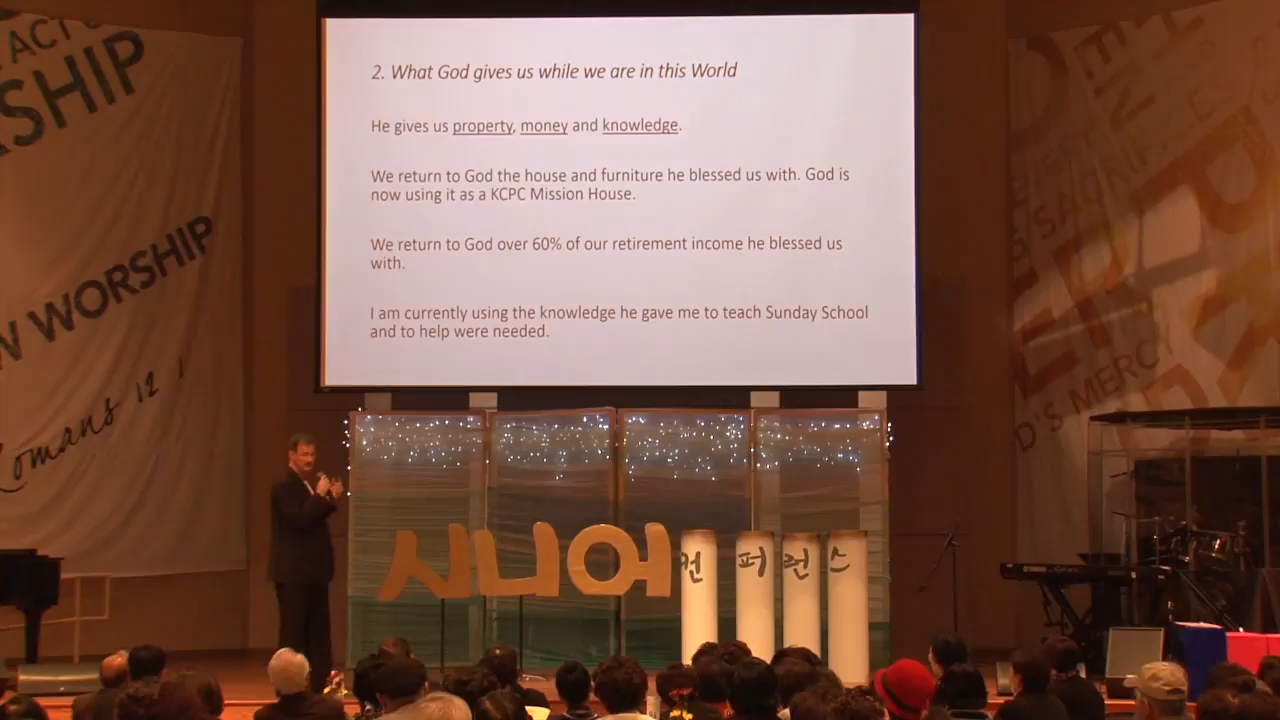 2. What God gives us while we are in this World
He gives us property, money and knowledge.
We return to God the house and furniture he blessed us with. God is
now using it as a KCPC Mission House.
We return to God over 60% of our retirement income he blessed us
with.
I am currently using the knowledge he gave me to teach Sunday School
and to help were needed.
SHIP
WORSHIP
Romans 12 1
D'S MERCY
시니어 컨퍼런스